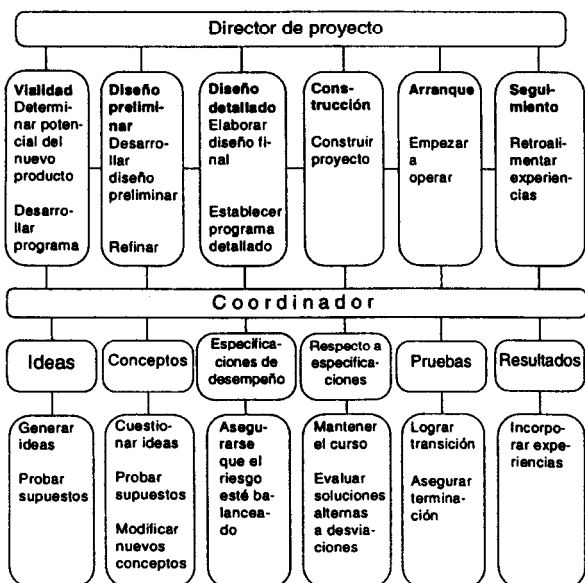 Director de proyecto
Vialidad
Determi-
nar poten-
cial del
nuevo
producto
Desarro-
llar
programa
Diseño
prelimi-
nar
Desarro-
llar
diseño
preliminar
Refinar
Diseño
detallado
Elaborar
diseño fi-
nal
Establecer
programa
detallado
Cons-
trucción
Construir
proyecto
Arranque
Empezar
a
operar
Segui-
miento
Retroali-
mentar
experien-
cias
Coordinador
Ideas
Conceptos
Especifica-
ciones de
desempeño
Respecto a
especifica-
ciones
Pruebas
Resultados
Generar
ideas
Probar
supuestos
Cuestio-
nar ideas
Probar
supuestos
Modificar
nuevos
conceptos
Asegu-
rarse
que el
riesgo
esté ba-
lancea-
do
Mantener
el curso
Evaluar
soluciones
alternas
a desvia-
ciones
Lograr
transición
Asegurar
termina-
ción
Incorpo-
rar expe-
riencias